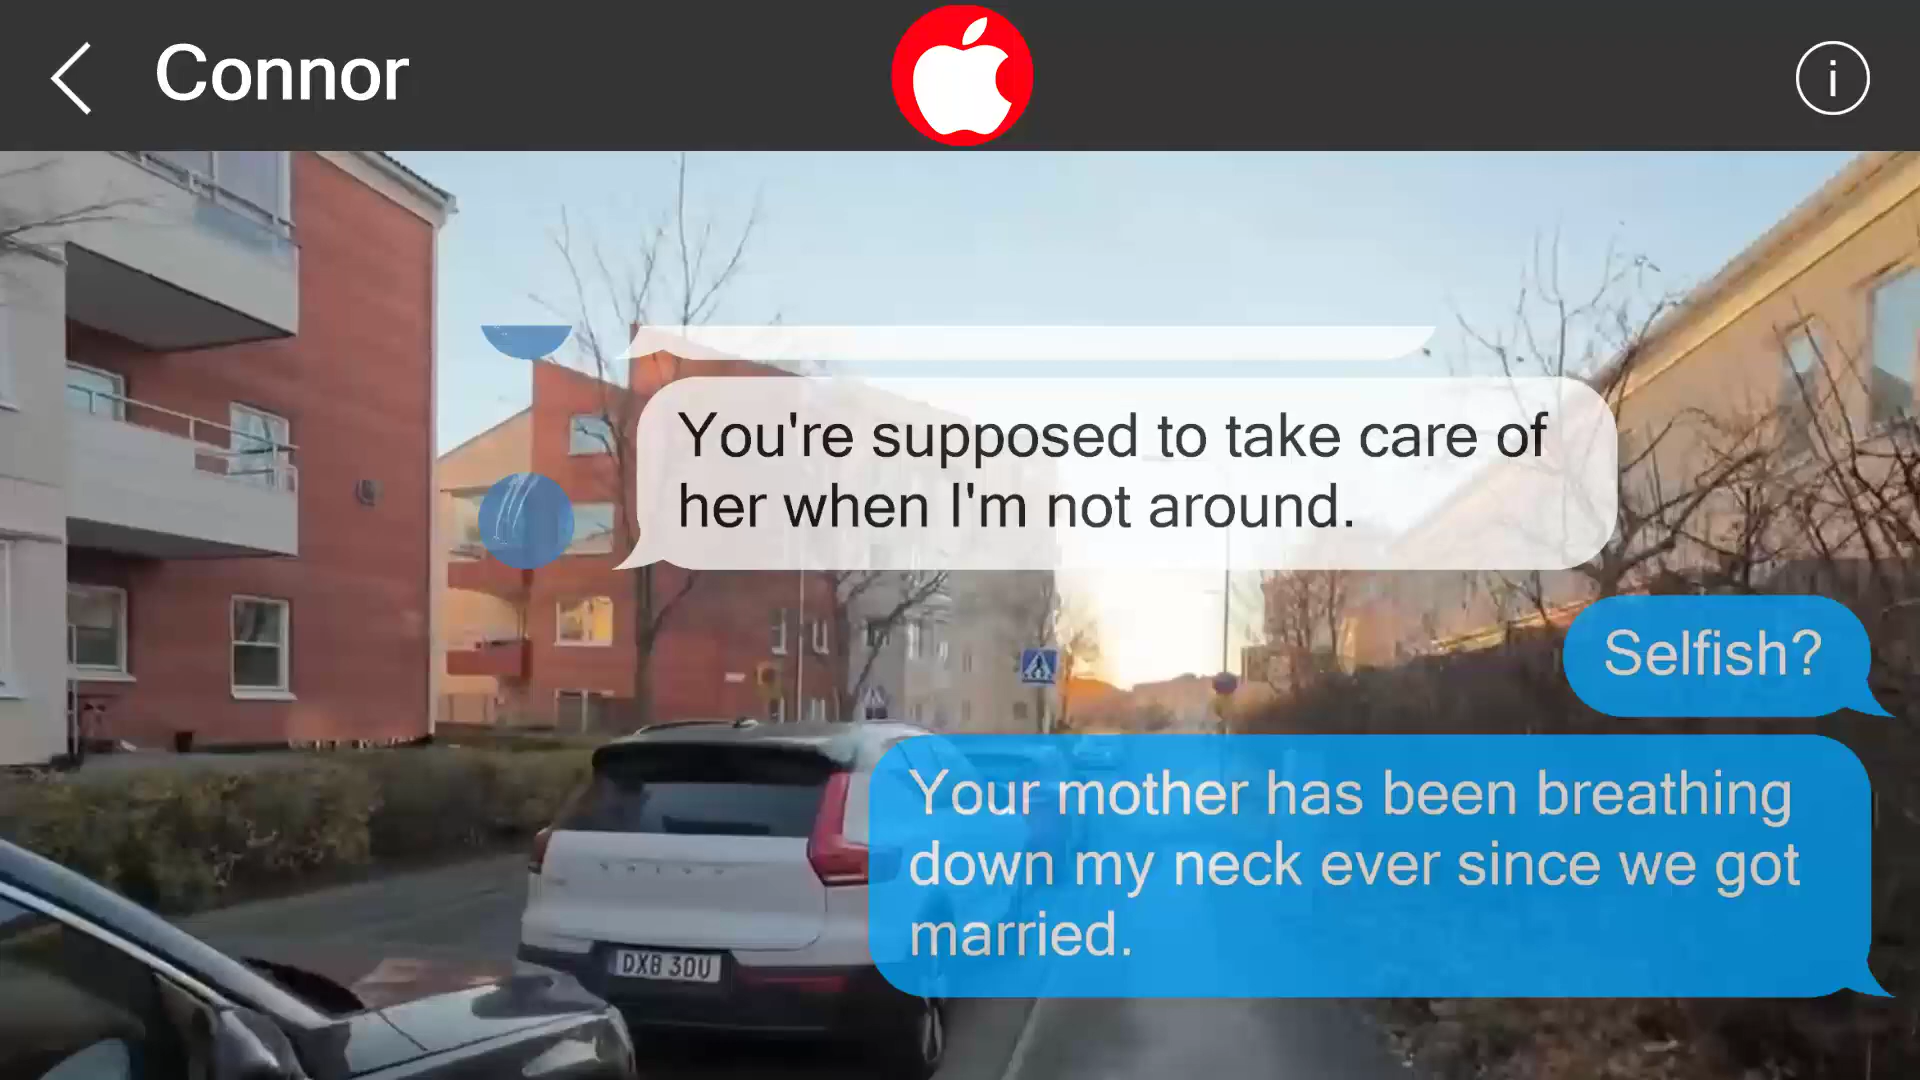 Connor
You're supposed to take care of
her when I'm not around.
Selfish?
Your mother has been breathing
down my neck ever since we got
married.
VOLVO
DXB 30U